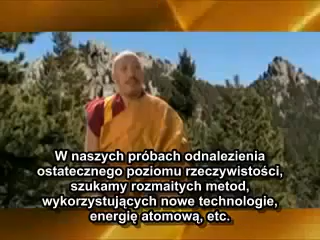 W naszych próbach odnalezienia
ostatecznego poziomu rzeczywistości,
szukamy rozmaitych metod,
wykorzystujących nowe technologie,
energię atomową, etc.